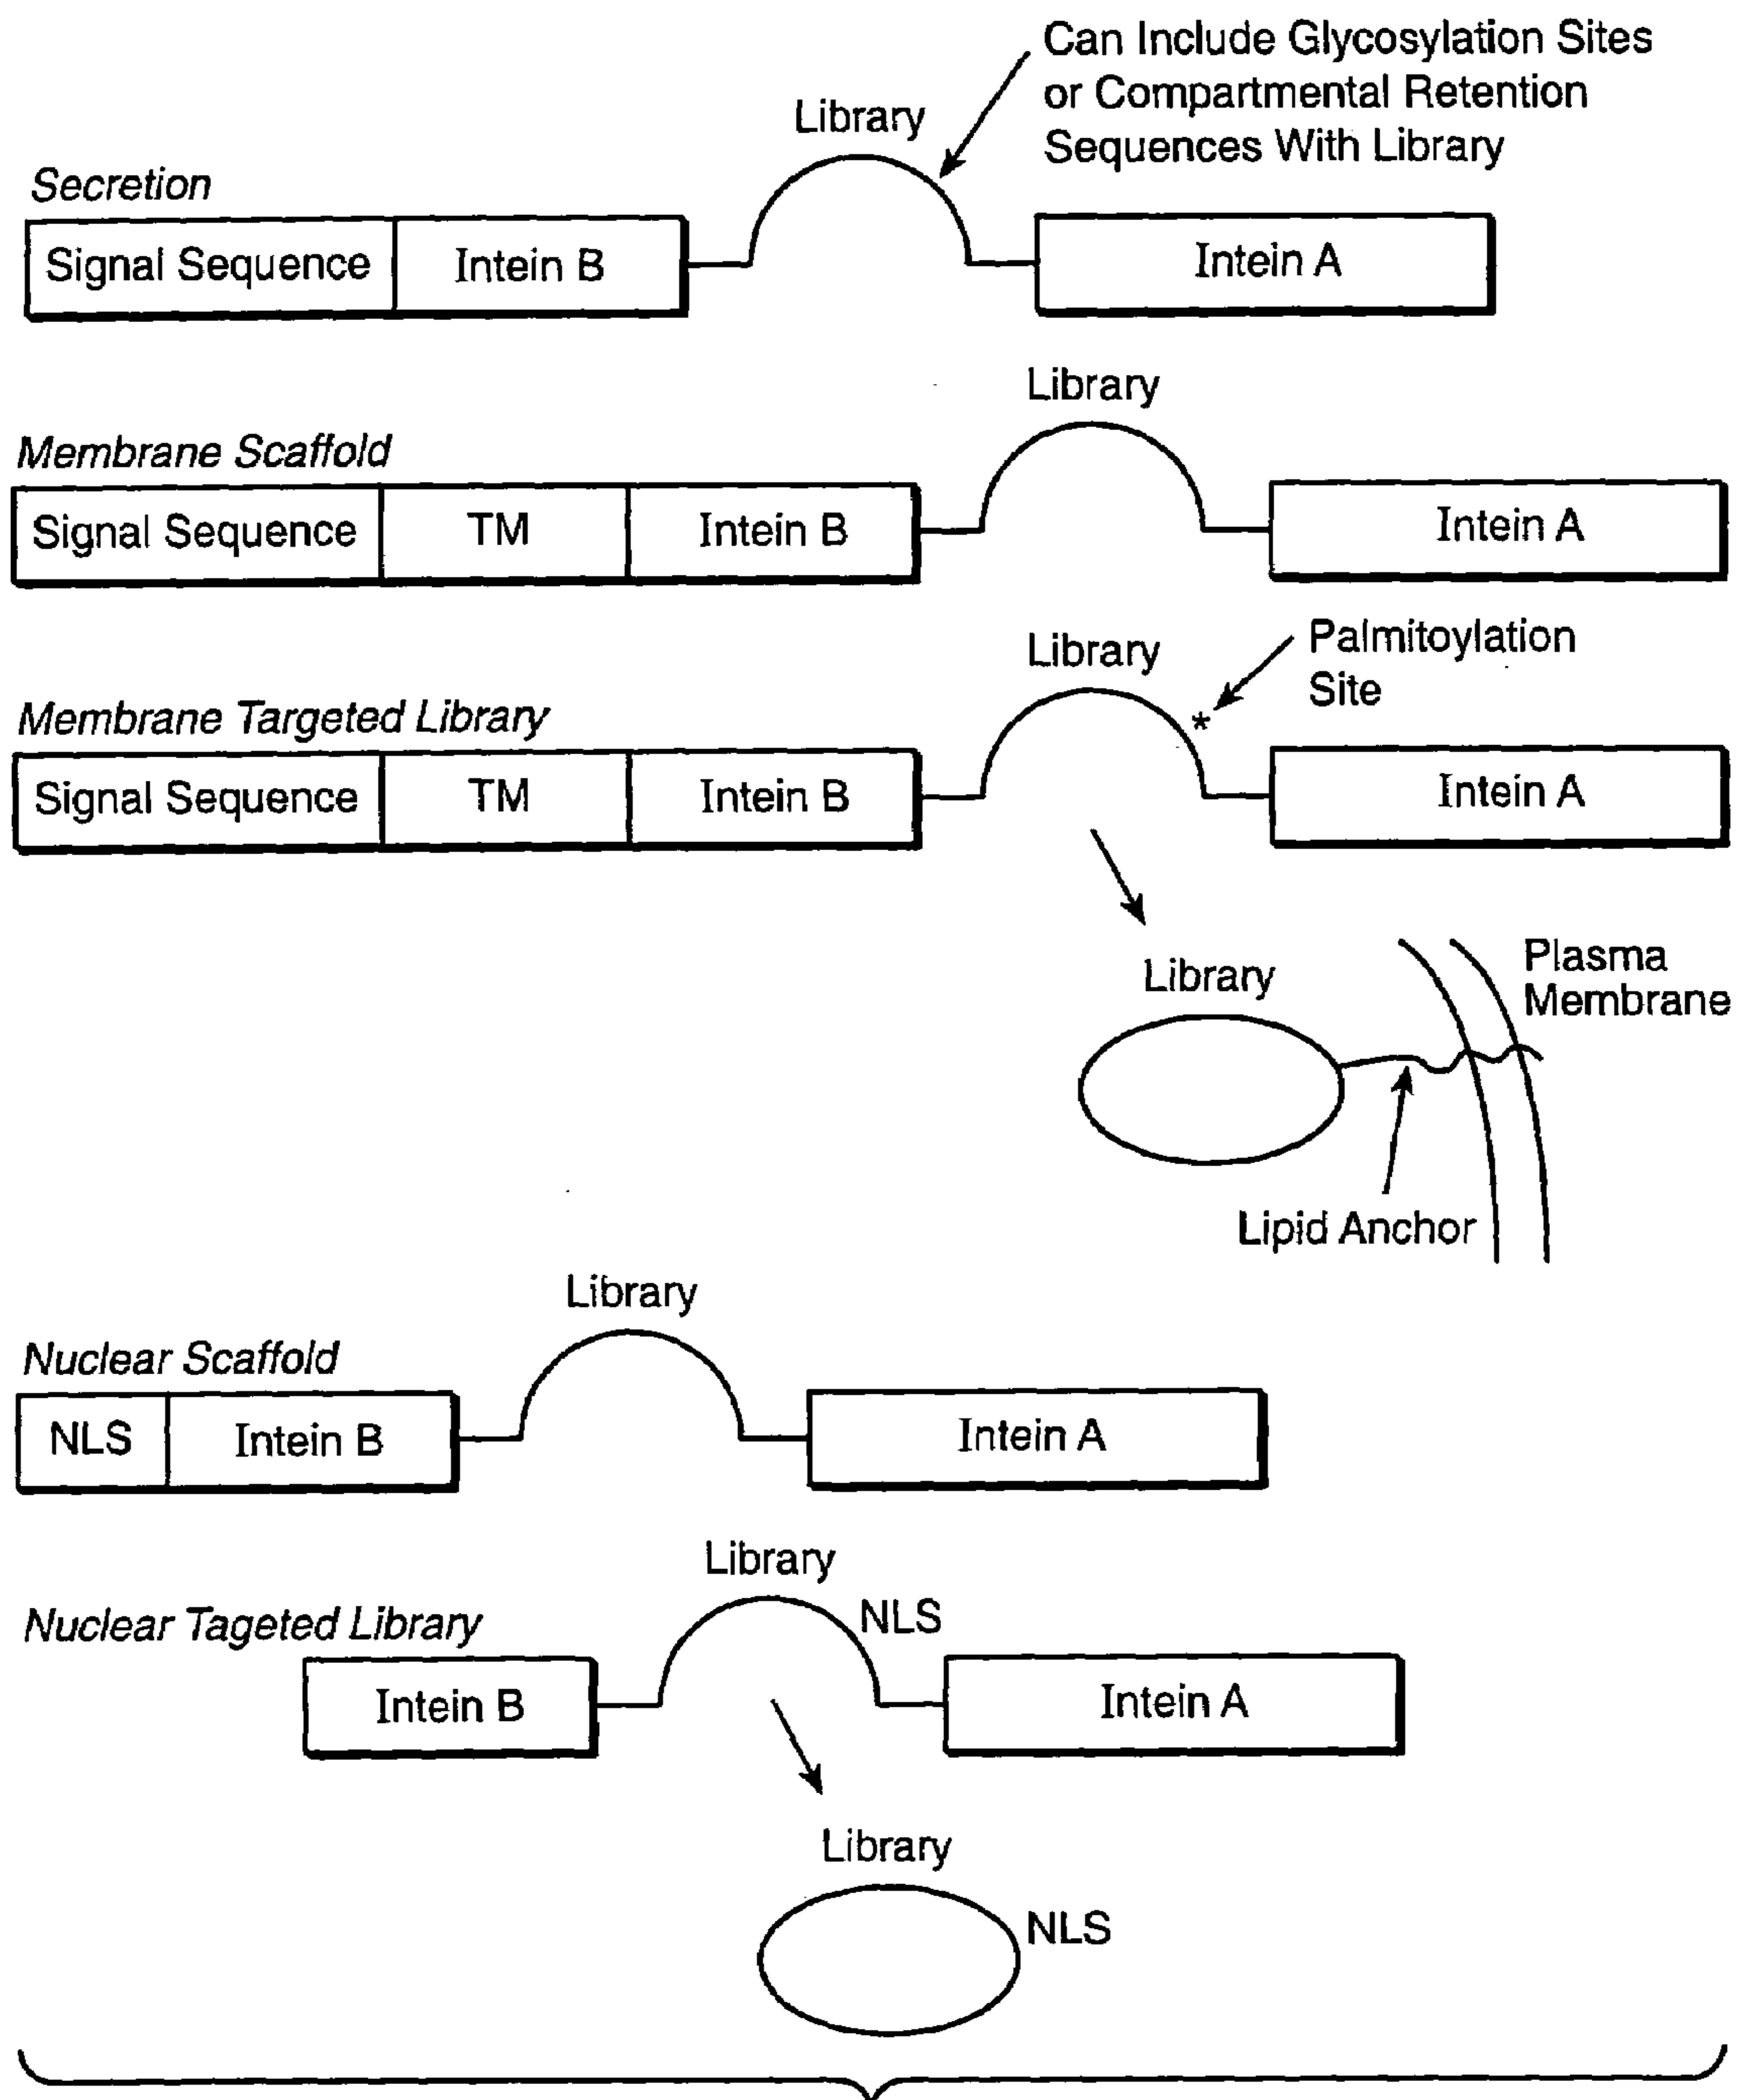 Can Include Glycosylation Sites
or Compartmental Retention
Sequences With Library
Library
Secretion
Signal Sequence
Intein B
Intein A
Library
Membrane Scaffold
Signal Sequence
TM
Intein B
Intein A
Library
Palmitoylation
Site
*
Membrane Targeted Library
Signal Sequence
TM
Intein B
Intein A
Library
Plasma
Membrane
Lipid Anchor
Library
Nuclear Scaffold
NLS
Intein B
Intein A
Library
NLS
Nuclear Tageted Library
Intein B
Intein A
Library
NLS